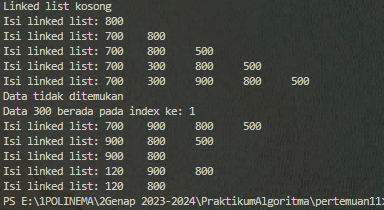 Linked list kosong
Isi linked list: 800
Isi linked list: 700 800
Isi linked list: 700 800 500
Isi linked list: 700 300 800 500
Isi linked list: 700 300 900 800 500
Data tidak ditemukan
Data 300 berada pada index ke: 1
Isi linked list: 700 900 800 500
Isi linked list: 900 800 500
Isi linked list: 900 800
Isi linked list: 120 900 800
Isi linked list: 120 800
PS E:\1POLINEMA\2Genap 2023-2024\PraktikumAlgoritma\pertemuan11